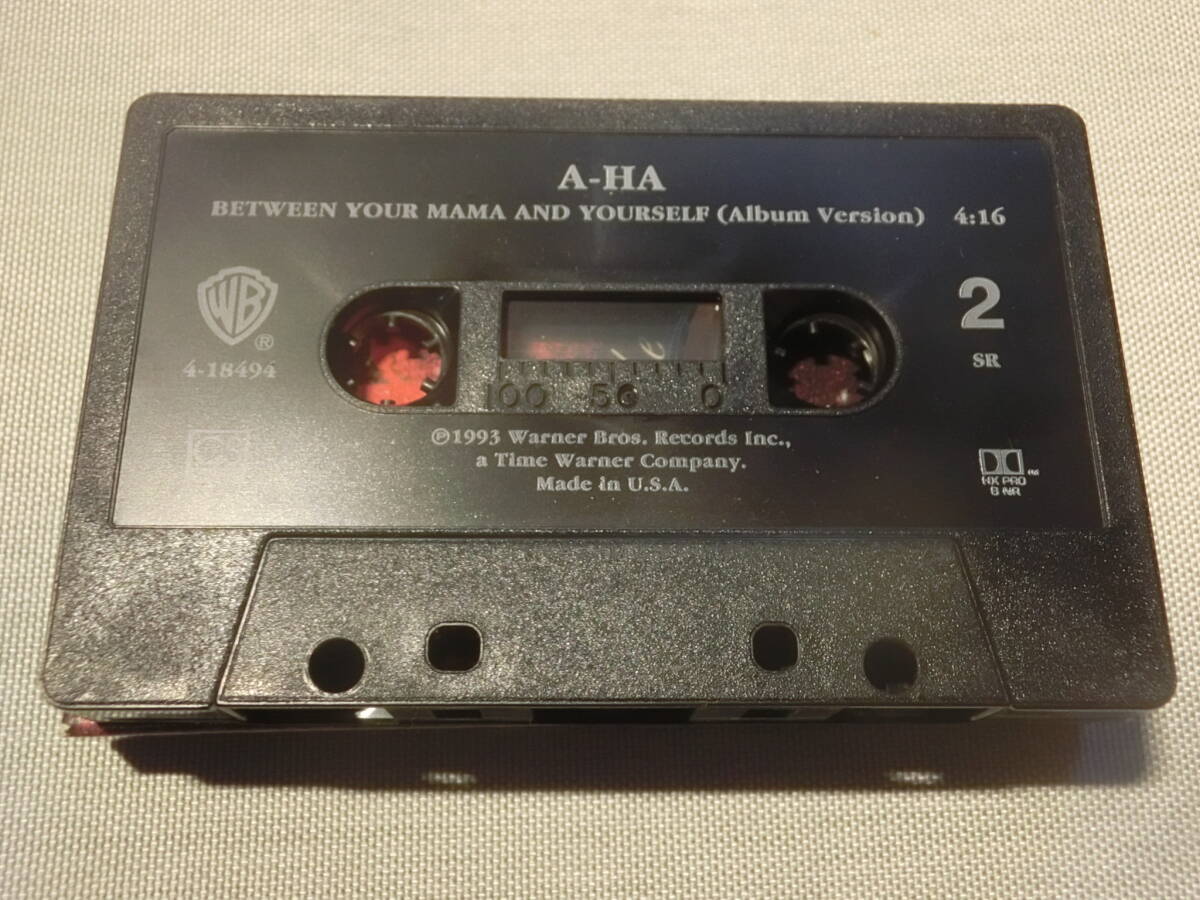 A-HA
BETWEEN YOUR MAMA AND YOURSELF (Album Version) 4:16
WB
®
4-18494
2
SR
100 50 0
℗1993 Warner Bros. Records Inc.,
a Time Warner Company.
Made in U.S.A.
™
HX PRO
B NR